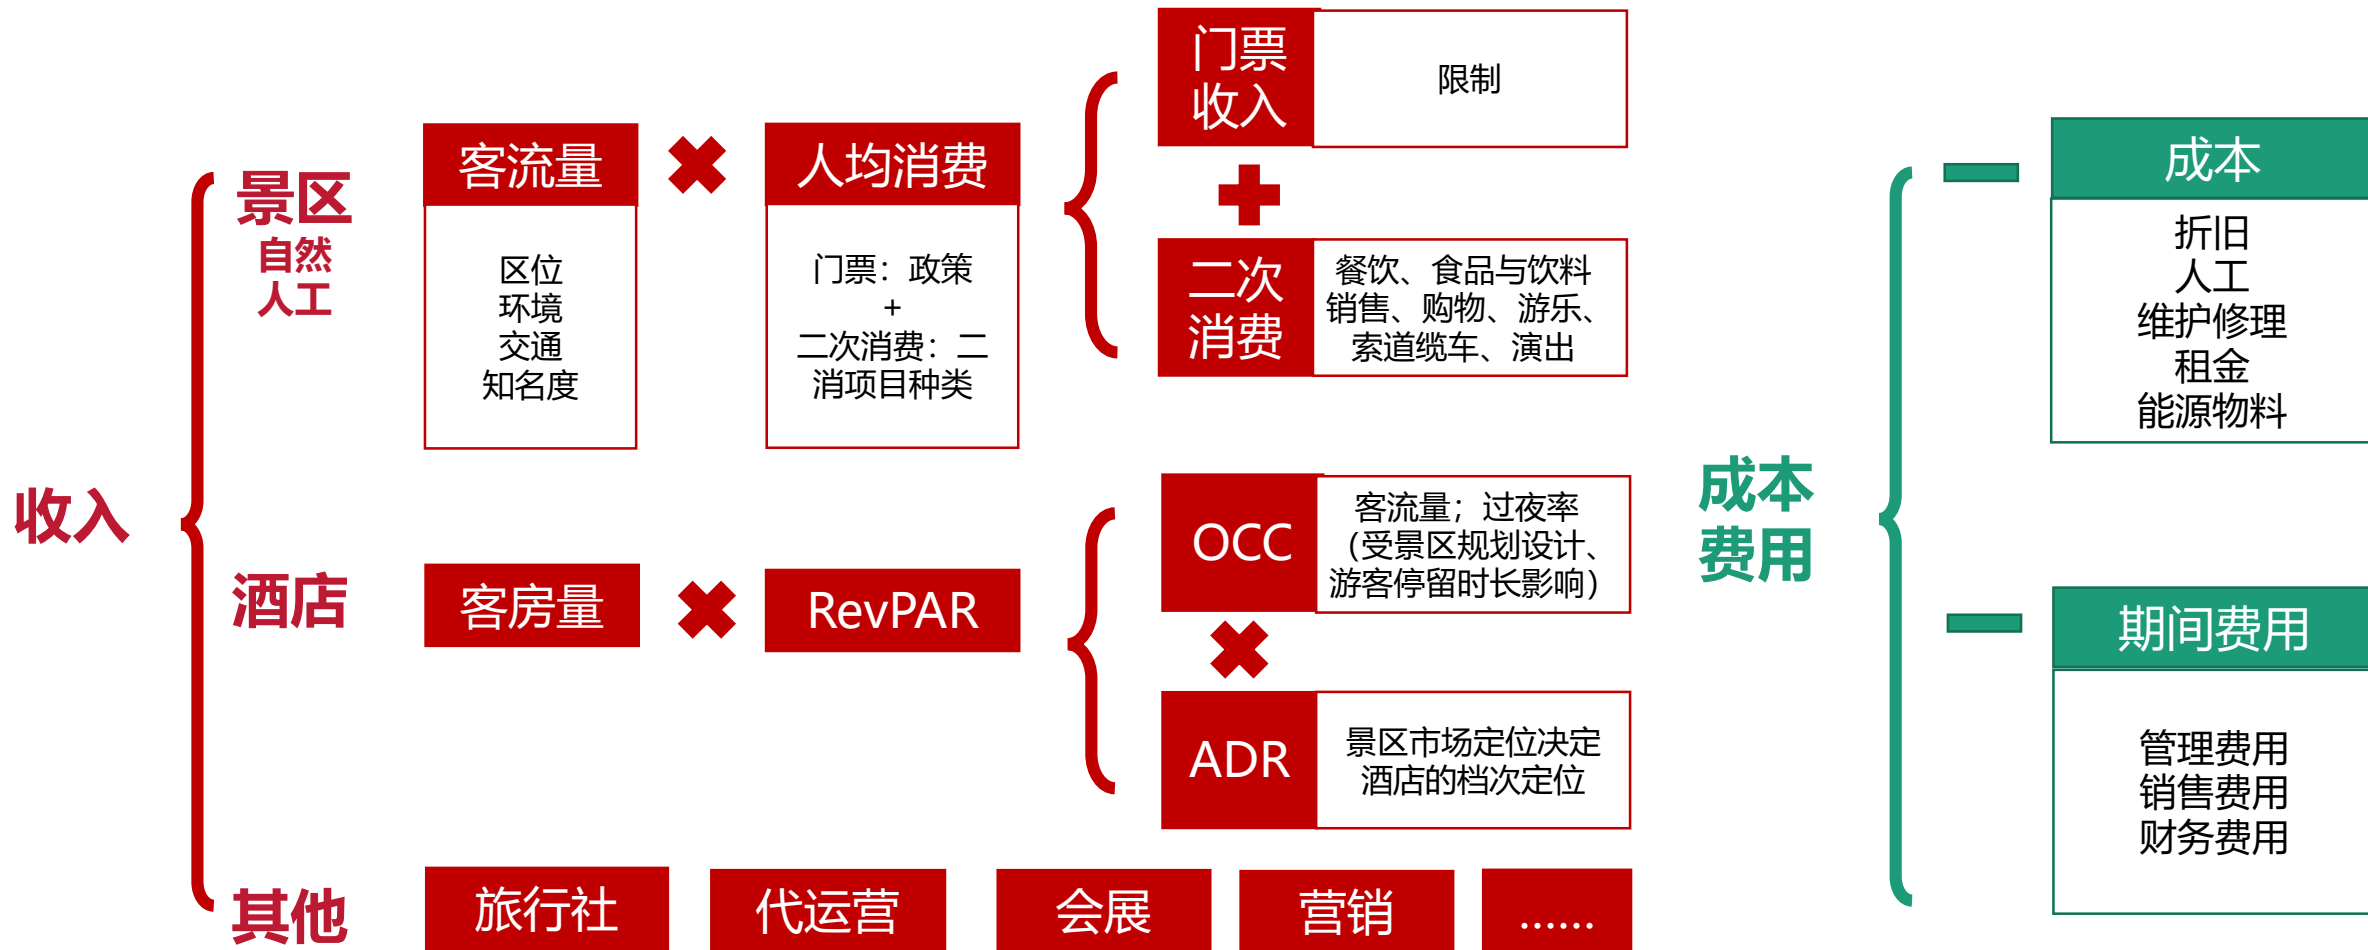 收入
景区
自然
人工
客流量
区位
环境
交通
知名度
人均消费
门票：政策
+
二次消费：二
消项目种类
门票
收入
限制
二次
消费
餐饮、食品与饮料
销售、购物、游乐、
索道缆车、演出
酒店
客房量
RevPAR
OCC
客流量；过夜率
（受景区规划设计、
游客停留时长影响）
ADR
景区市场定位决定
酒店的档次定位
其他
旅行社
代运营
会展
营销
……
成本
费用
成本
折旧
人工
维护修理
租金
能源物料
期间费用
管理费用
销售费用
财务费用